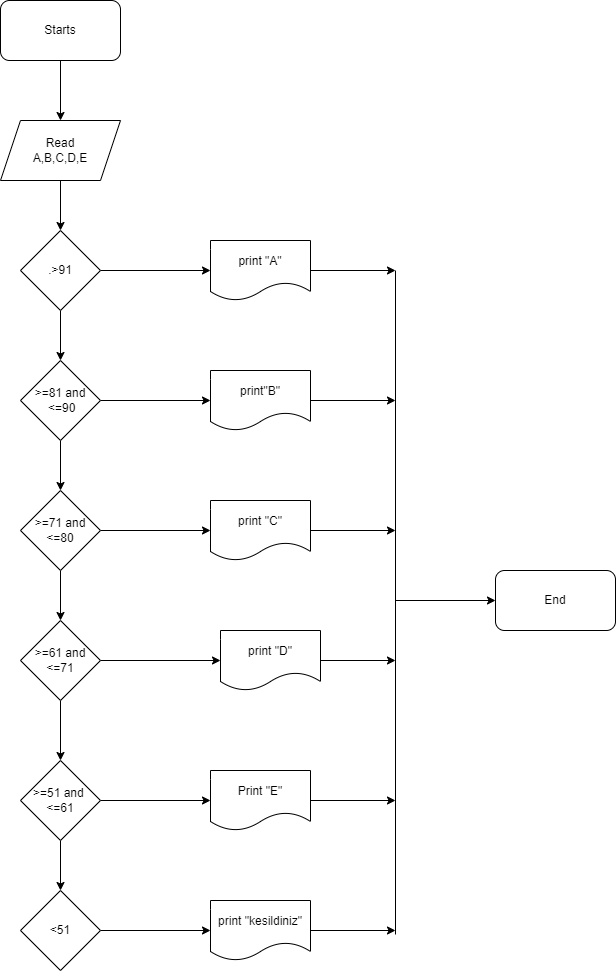 Starts
Read
A,B,C,D,E
.>91
print "A"
>=81 and
<=90
print"B"
>=71 and
<=80
print "C"
End
>=61 and
<=71
print "D"
>=51 and
<=61
Print "E"
<51
print "kesildiniz"